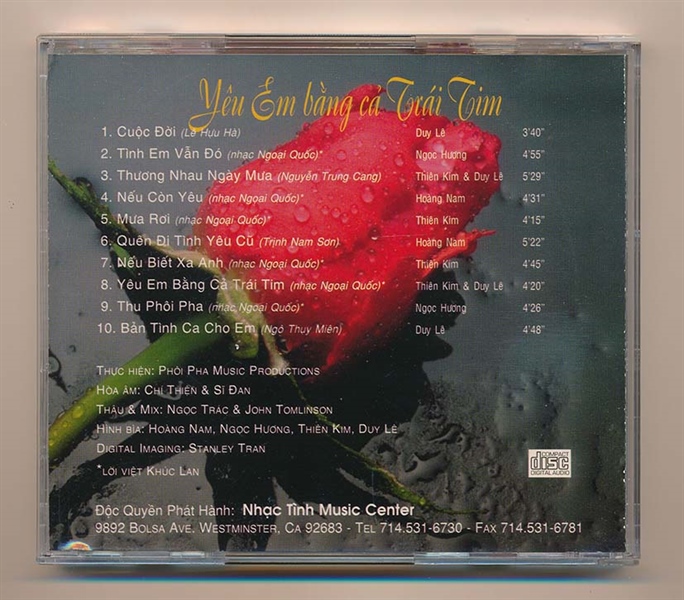 Yêu Em bằng cả Trái Tim
1. Cuộc Đời (Lê Hưu Hà) Duy Lê 3'40"
2. Tình Em Vẫn Đó (nhạc Ngoại Quốc)* Ngọc Hương 4'55"
3. Thương Nhau Ngày Mưa (Nguyễn Trung Cang) Thiên Kim & Duy Lê 5'29"
4. Nếu Còn Yêu (nhạc Ngoại Quốc)* Hoàng Nam 4'31"
5. Mưa Rơi (nhạc Ngoại Quốc)* Thiên Kim 4'15"
6. Quên Đi Tình Yêu Cũ (Trịnh Nam Sơn) Hoàng Nam 5'22"
7. Nếu Biết Xa Anh (nhạc Ngoại Quốc)* Thiên Kim 4'45"
8. Yêu Em Bằng Cả Trái Tim (nhạc Ngoại Quốc)* Thiên Kim & Duy Lê 4'20"
9. Thu Phôi Pha (nhạc Ngoại Quốc)* Ngọc Hương 4'26"
10. Bản Tình Ca Cho Em (Ngô Thụy Miên) Duy Lê 4'48"
Thực Hiện: Phôi Pha Music Productions
Hòa Âm: Chí Thiện & Sĩ Đan
Thâu & Mix: Ngọc Trác & John Tomlinson
Hình Bìa: Hoàng Nam, Ngọc Hương, Thiên Kim, Duy Lê
Digital Imaging: Stanley Tran
*Lời Việt Khúc Lan
COMPACT
disc
DIGITAL AUDIO
Độc Quyền Phát Hành: Nhạc Tình Music Center
9892 Bolsa Ave. Westminster, Ca 92683 - Tel 714.531-6730 - Fax 714.531-6781